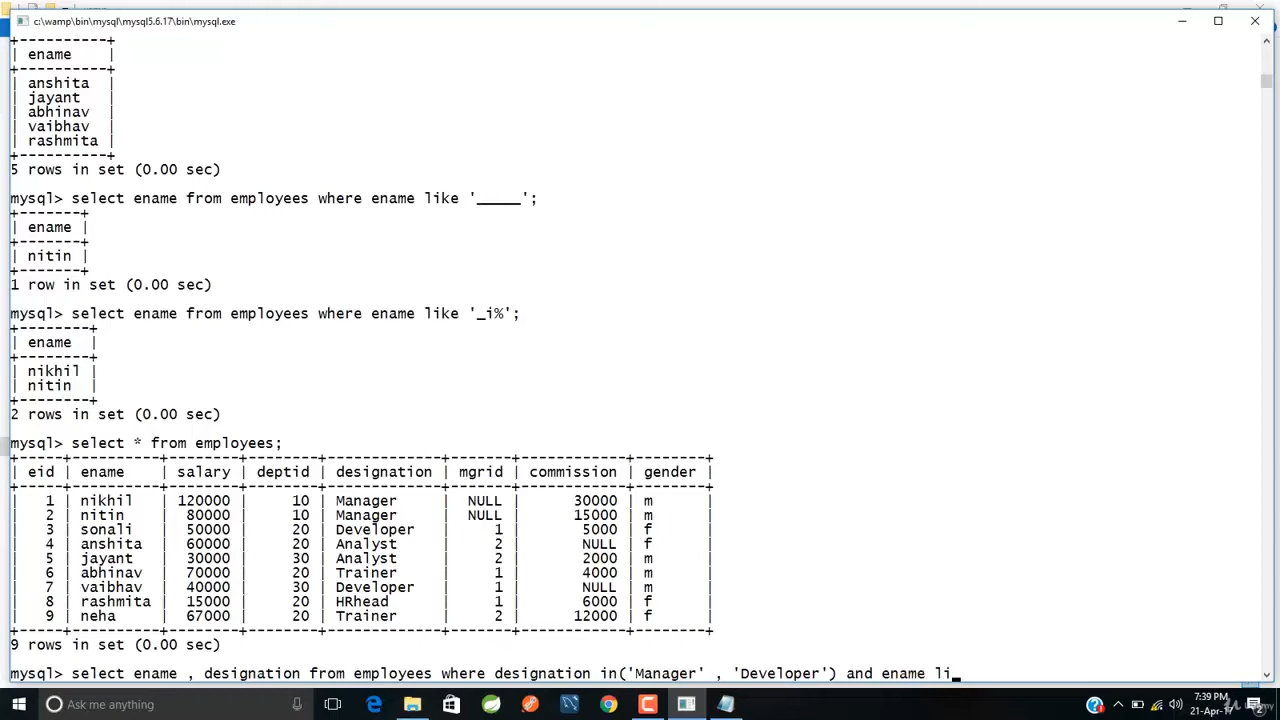 c:\wamp\bin\mysql\mysql5.6.17\bin\mysql.exe
+----------+
| ename    |
+----------+
| anshita  |
| jayant   |
| abhinav  |
| vaibhav  |
| rashmita |
+----------+
5 rows in set (0.00 sec)
mysql> select ename from employees where ename like '_____';
+-------+
| ename |
+-------+
| nitin |
+-------+
1 row in set (0.00 sec)
mysql> select ename from employees where ename like '_i%';
+--------+
| ename  |
+--------+
| nikhil |
| nitin  |
+--------+
2 rows in set (0.00 sec)
mysql> select * from employees;
+-----+----------+--------+--------+-------------+-------+------------+--------+
| eid | ename    | salary | deptid | designation | mgrid | commission | gender |
+-----+----------+--------+--------+-------------+-------+------------+--------+
|   1 | nikhil   | 120000 |     10 | Manager     |  NULL |      30000 | m      |
|   2 | nitin    |  80000 |     10 | Manager     |  NULL |      15000 | m      |
|   3 | sonali   |  50000 |     20 | Developer   |     1 |       5000 | f      |
|   4 | anshita  |  60000 |     20 | Analyst     |     2 |       NULL | f      |
|   5 | jayant   |  30000 |     30 | Analyst     |     2 |       2000 | m      |
|   6 | abhinav  |  70000 |     20 | Trainer     |     1 |       4000 | m      |
|   7 | vaibhav  |  40000 |     30 | Developer   |     1 |       NULL | m      |
|   8 | rashmita |  15000 |     20 | HRhead      |     1 |       6000 | f      |
|   9 | neha     |  67000 |     20 | Trainer     |     2 |      12000 | f      |
+-----+----------+--------+--------+-------------+-------+------------+--------+
9 rows in set (0.00 sec)
mysql> select ename , designation from employees where designation in('Manager' , 'Developer') and ename li_
Ask me anything
7:39 PM